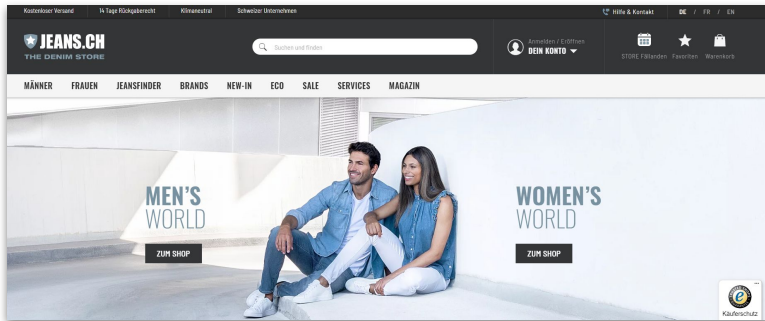 Kostenloser Versand
14 Tage Rückgaberecht
Klimaneutral
Schweizer Unternehmen
Hilfe & Kontakt
DE / FR / EN
JEANS.CH
THE DENIM STORE
Suchen und finden
Anmelden / Eröffnen
DEIN KONTO
STORE Fällanden
Favoriten
Warenkorb
MÄNNER
FRAUEN
JEANSFINDER
BRANDS
NEW-IN
ECO
SALE
SERVICES
MAGAZIN
MEN'S
WORLD
ZUM SHOP
WOMEN'S
WORLD
ZUM SHOP
Käuferschutz